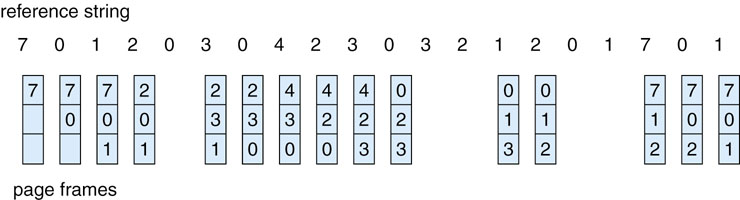 reference string
7 0 1 2 0 3 0 4 2 3 0 3 2 1 2 0 1 7 0 1
7 7 7 2 2 2 4 4 4 0 0 0 7 7 7
0 0 0 3 3 3 2 2 2 1 1 1 0 0
1 1 1 0 0 0 3 3 3 2 2 2 1
page frames